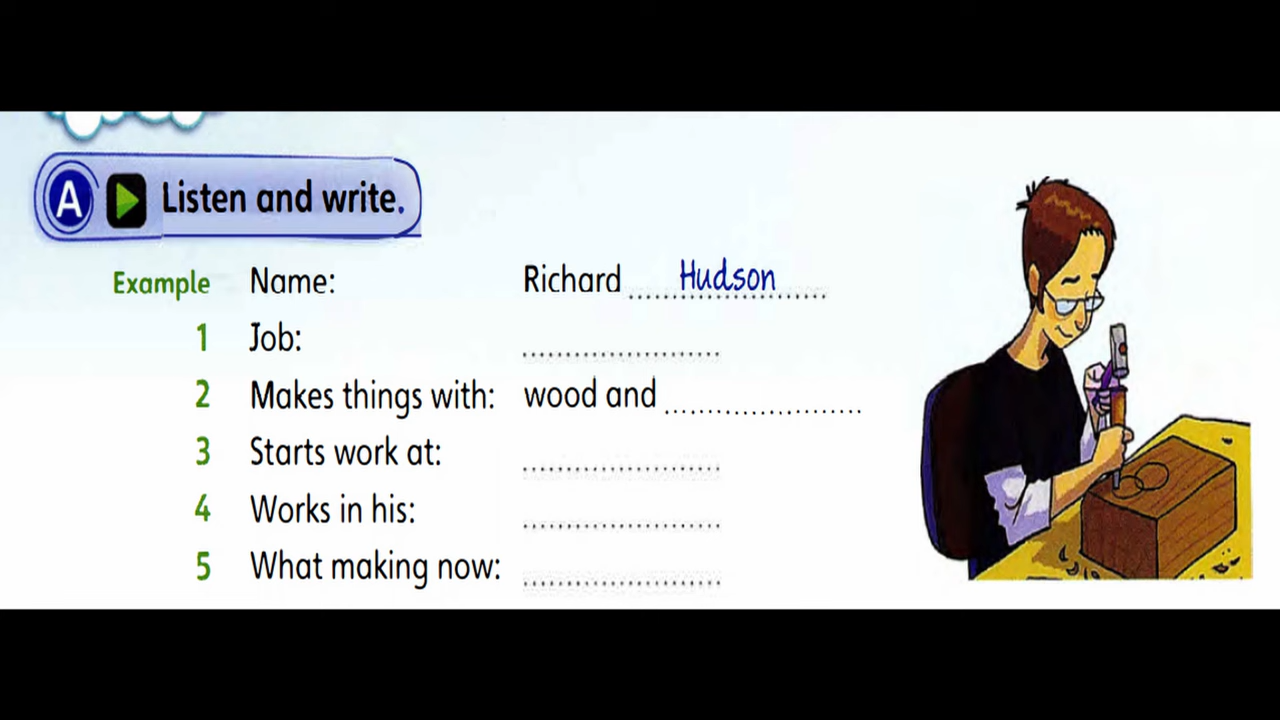 A Listen and write.
Example Name: Richard Hudson
1 Job: ....................
2 Makes things with: wood and ....................
3 Starts work at: ....................
4 Works in his: ....................
5 What making now: ....................